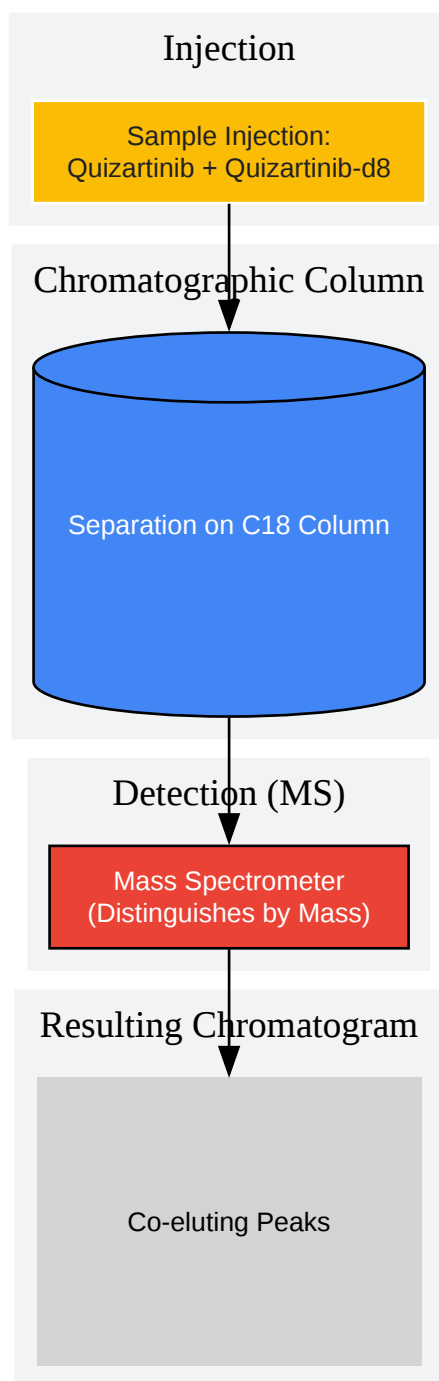 Injection
Sample Injection:
Quizartinib + Quizartinib-d8
Chromatographic Column
Separation on C18 Column
Detection (MS)
Mass Spectrometer
(Distinguishes by Mass)
Resulting Chromatogram
Co-eluting Peaks